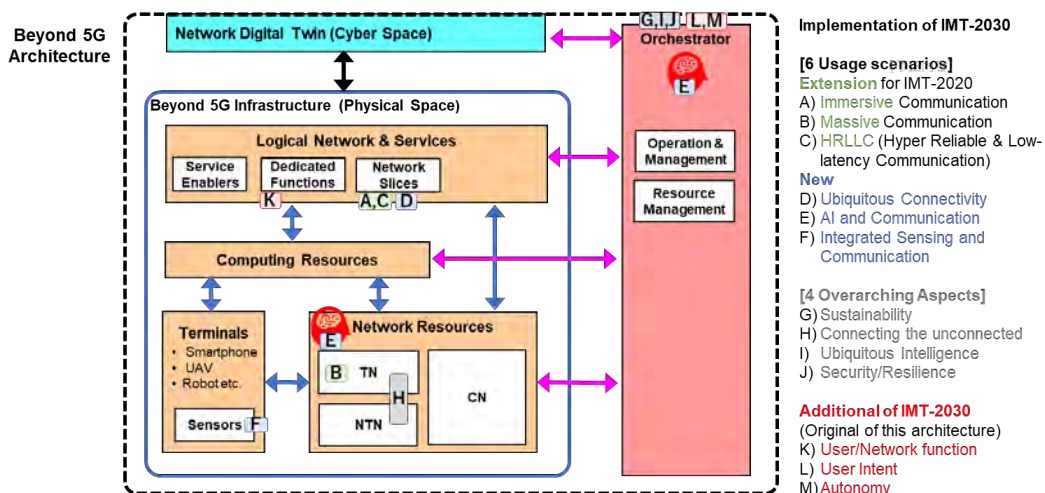 Beyond 5G
Architecture
Network Digital Twin (Cyber Space)
G,I,J - L,M
Orchestrator
E
Operation &
Management
Resource
Management
Beyond 5G Infrastructure (Physical Space)
Logical Network & Services
Service
Enablers
Dedicated
Functions
Network
Slices
K
A,C - D
Computing Resources
Terminals
• Smartphone
• UAV
• Robot etc.
Sensors
F
Network Resources
E
B
TN
H
NTN
CN
Implementation of IMT-2030
[6 Usage scenarios]
Extension for IMT-2020
A) Immersive Communication
B) Massive Communication
C) HRLLC (Hyper Reliable & Low-
latency Communication)
New
D) Ubiquitous Connectivity
E) AI and Communication
F) Integrated Sensing and
Communication
[4 Overarching Aspects]
G) Sustainability
H) Connecting the unconnected
I) Ubiquitous Intelligence
J) Security/Resilience
Additional of IMT-2030
(Original of this architecture)
K) User/Network function
L) User Intent
M) Autonomy